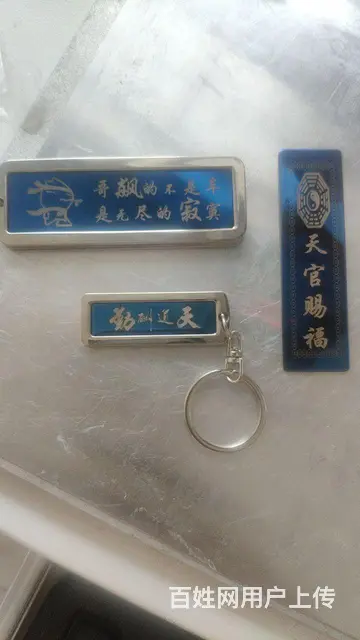 哥飙的不是车
是无尽的寂寞
天道酬勤
天官赐福
百姓网用户上传